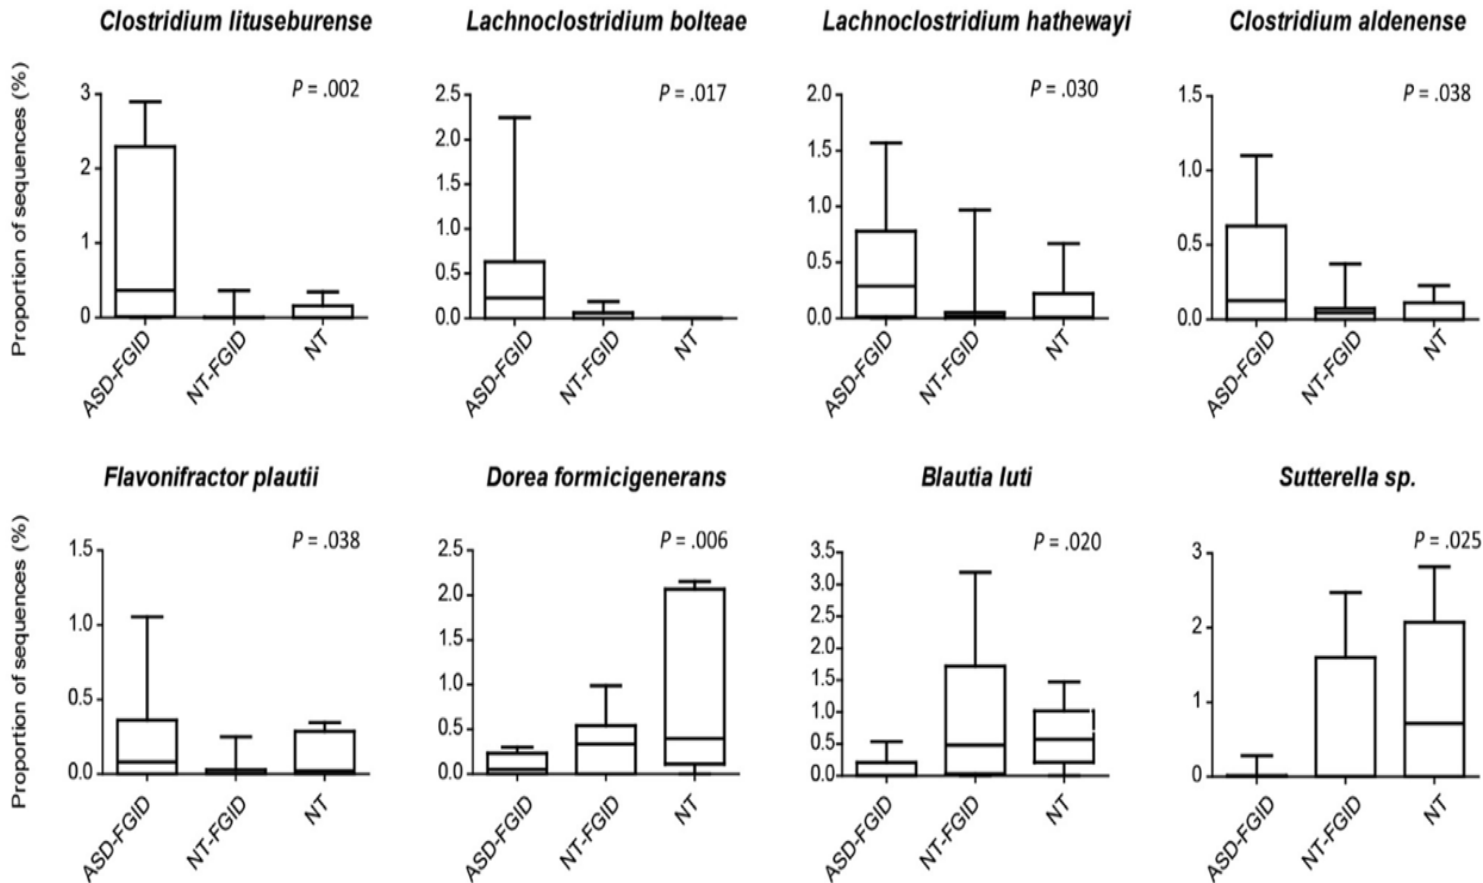 Clostridium lituseburense
Lachnoclostridium bolteae
Lachnoclostridium hathewayi
Clostridium aldenense
Proportion of sequences (%)
P = .002
3
2
1
0
ASD-FGID
NT-FGID
NT
P = .017
2.5
2.0
1.5
1.0
0.5
0.0
ASD-FGID
NT-FGID
NT
P = .030
2.0
1.5
1.0
0.5
0.0
ASD-FGID
NT-FGID
NT
P = .038
1.5
1.0
0.5
0.0
ASD-FGID
NT-FGID
NT
Flavonifractor plautii
Dorea formicigenerans
Blautia luti
Sutterella sp.
Proportion of sequences (%)
P = .038
1.5
1.0
0.5
0.0
ASD-FGID
NT-FGID
NT
P = .006
2.5
2.0
1.5
1.0
0.5
0.0
ASD-FGID
NT-FGID
NT
P = .020
3.5
3.0
2.5
2.0
1.5
1.0
0.5
0.0
ASD-FGID
NT-FGID
NT
P = .025
3
2
1
0
ASD-FGID
NT-FGID
NT